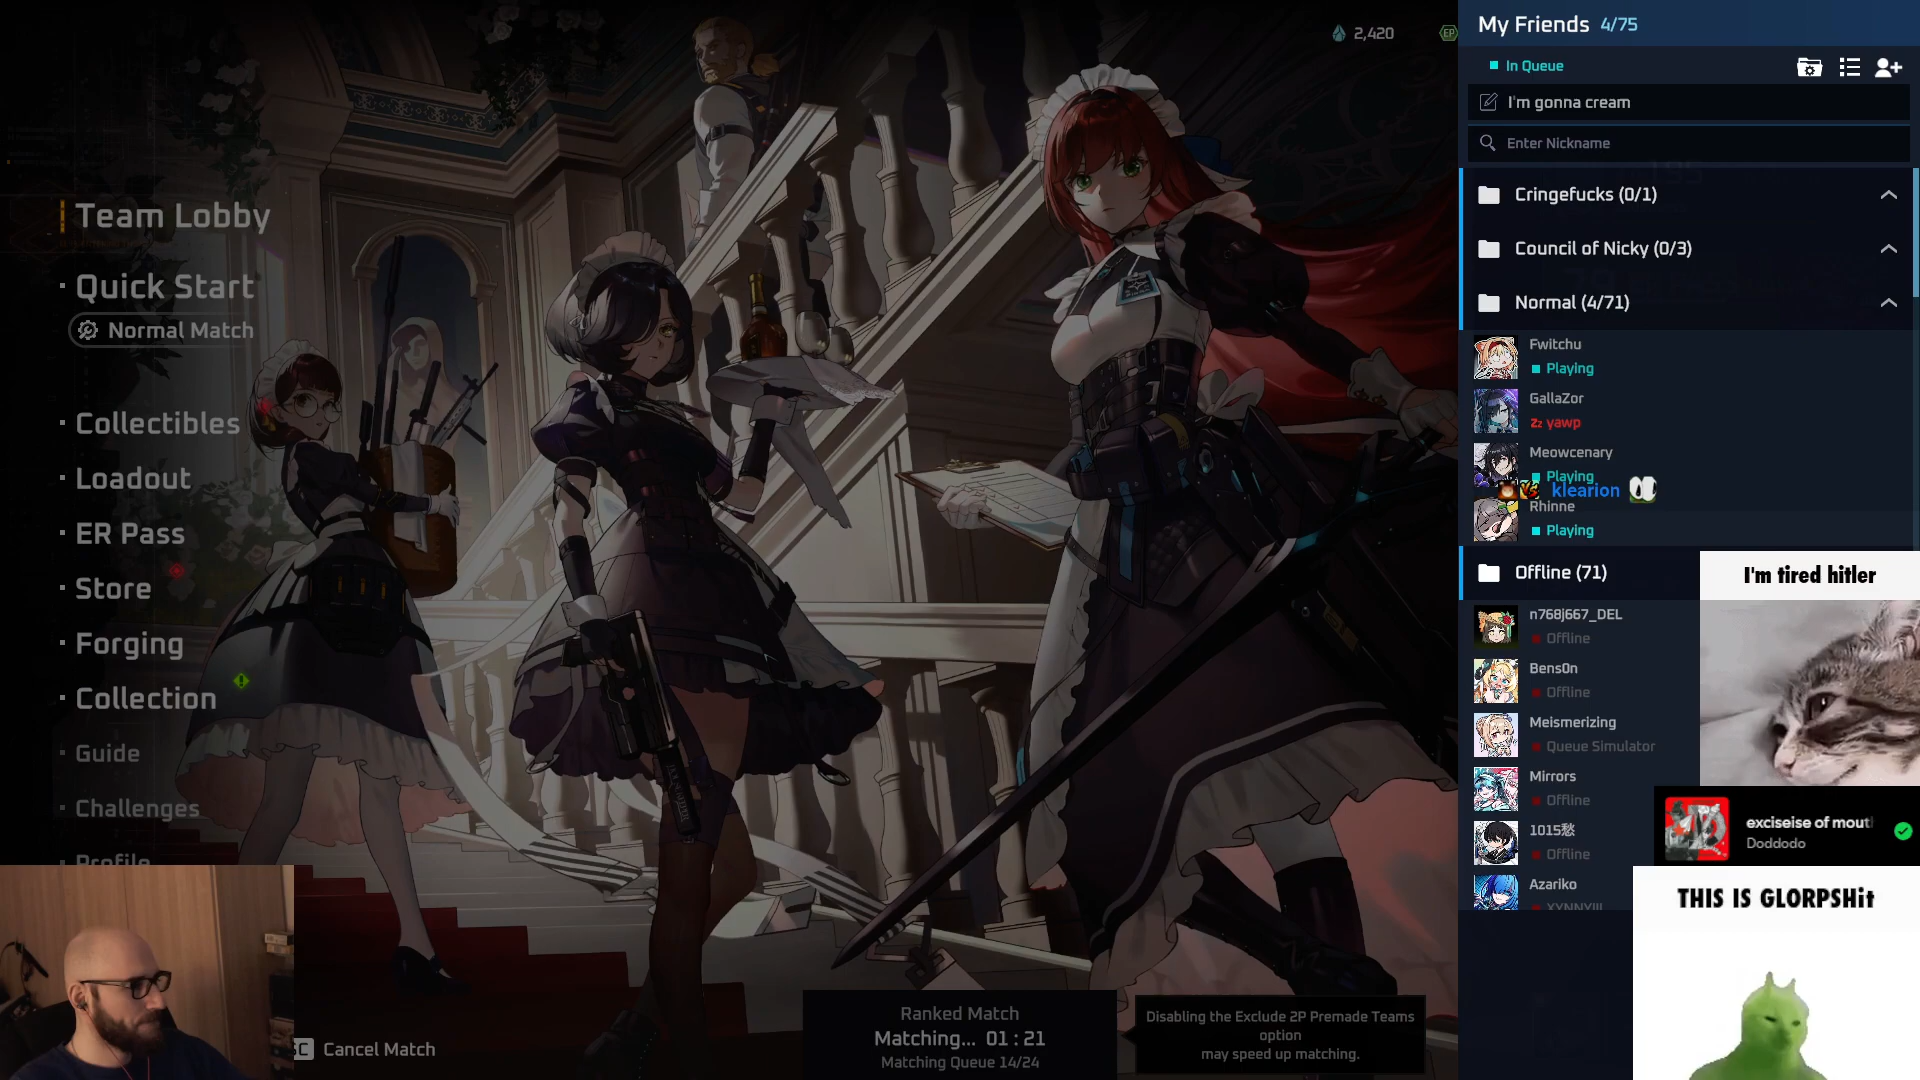 2,420
EP
Team Lobby
Quick Start
Normal Match
Collectibles
Loadout
ER Pass
Store
Forging
Collection
Guide
Challenges
Profile
Cancel Match
Ranked Match
Matching... 01 : 21
Matching Queue 14/24
Disabling the Exclude 2P Premade Teams
option
may speed up matching.
My Friends 4/75
In Queue
I'm gonna cream
Enter Nickname
Cringefucks (0/1)
Council of Nicky (0/3)
Normal (4/71)
Fwitchu
Playing
GallaZor
Zz yawp
Meowcenary
Playing
VS klearion
Rhinne
Playing
Offline (71)
n768j667_DEL
Offline
Bens0n
Offline
Meismerizing
Queue Simulator
Mirrors
Offline
1015愁
Offline
Azariko
I'm tired hitler
exciseise of mout
Doddodo
THIS IS GLORPSHit